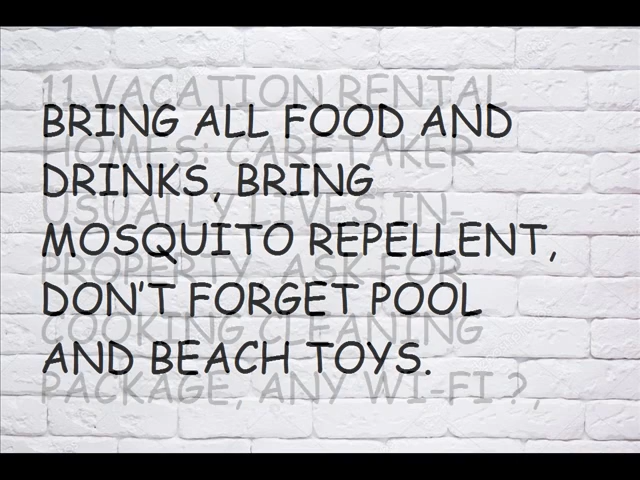 11 VACATION RENTAL
BRING ALL FOOD AND
HOMES: CARETAKER
DRINKS, BRING
USUALLY LIVES IN-
MOSQUITO REPELLENT,
PROPERTY, ASK FOR
DON'T FORGET POOL
COOKING CLEANING
AND BEACH TOYS.
PACKAGE, ANY WI-FI ?,